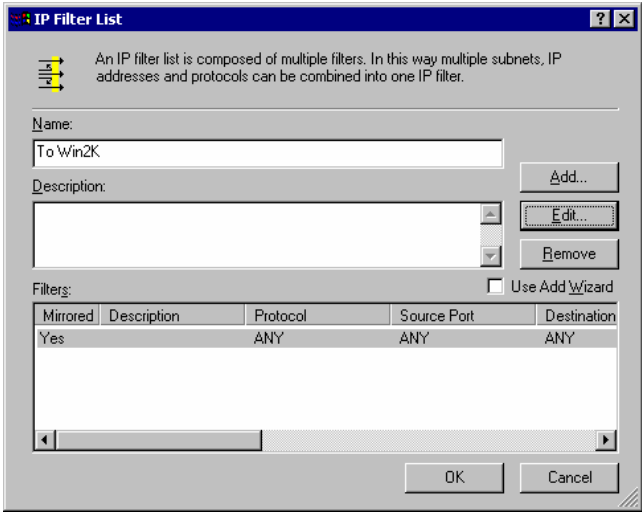 IP Filter List
An IP filter list is composed of multiple filters. In this way multiple subnets, IP
addresses and protocols can be combined into one IP filter.
Name:
To Win2K
Add...
Description:
Edit...
Remove
Filters:
Use Add Wizard
Mirrored Description Protocol Source Port Destination
Yes ANY ANY ANY
OK Cancel